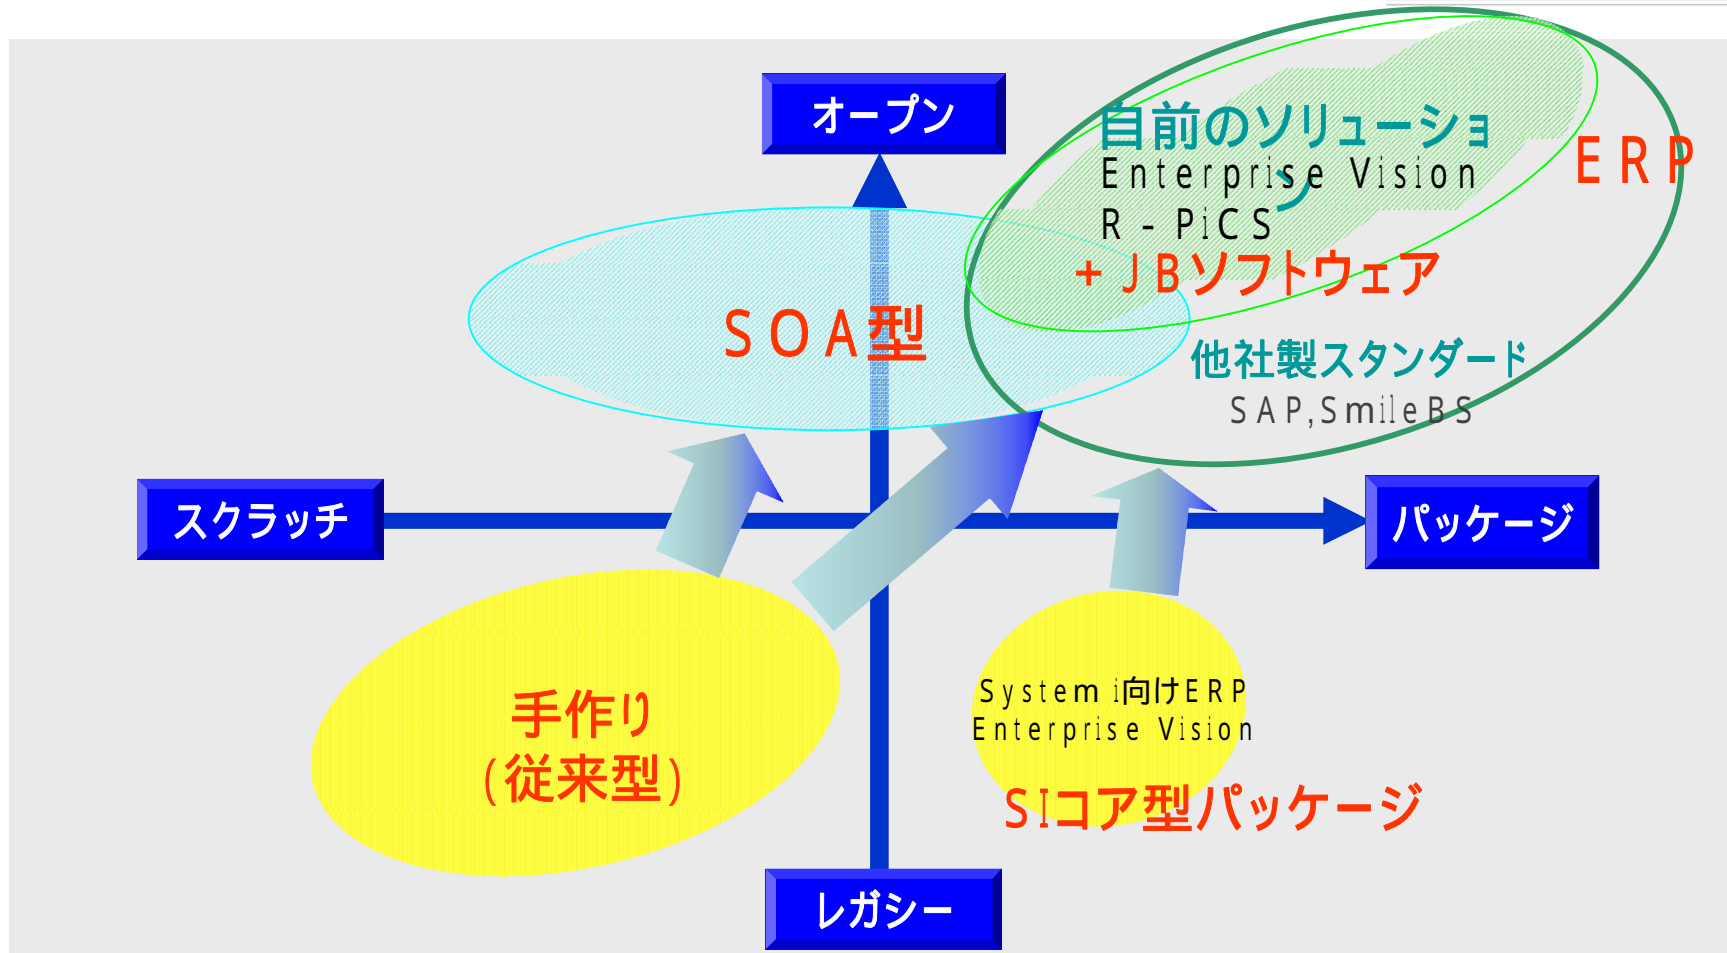 オープン
自前のソリューショ
ン
Enterprise Vision
R－PiCS
＋JBソフトウェア
ERP
SOA型
他社製スタンダード
SAP,SmileBS
スクラッチ
パッケージ
手作り
(従来型)
System i向けERP
Enterprise Vision
SIコア型パッケージ
レガシー